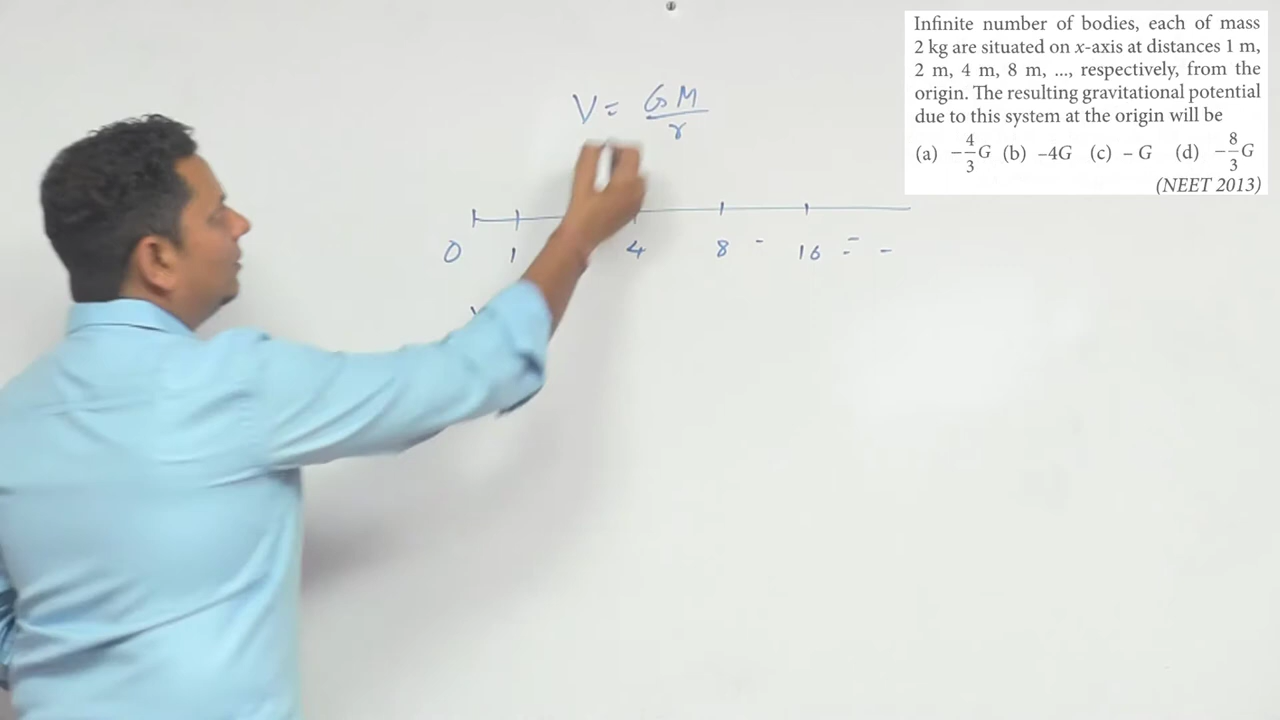 Infinite number of bodies, each of mass
2 kg are situated on x-axis at distances 1 m,
2 m, 4 m, 8 m, ..., respectively, from the
origin. The resulting gravitational potential
due to this system at the origin will be
(a) -4/3G (b) –4G (c) – G (d) -8/3G
(NEET 2013)
V = GM/r
0 1 4 8 - 16 = -